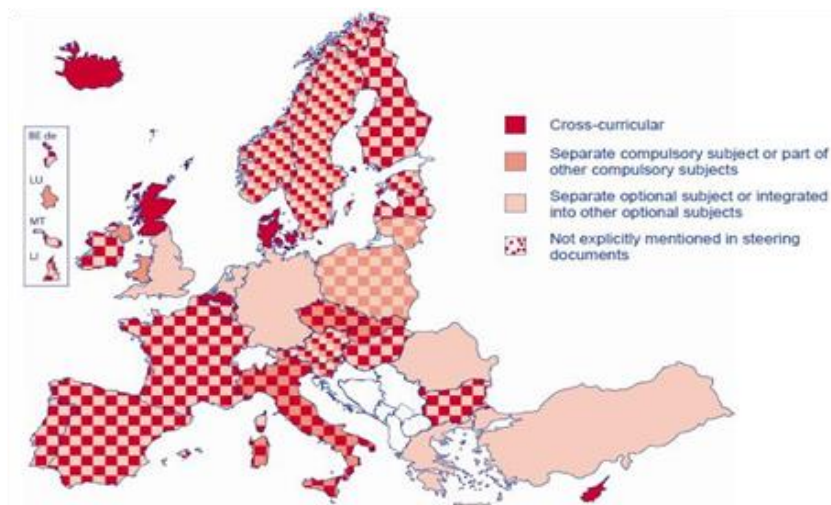 BE de
LU
MT
LI
Cross-curricular
Separate compulsory subject or part of
other compulsory subjects
Separate optional subject or integrated
into other optional subjects
Not explicitly mentioned in steering
documents